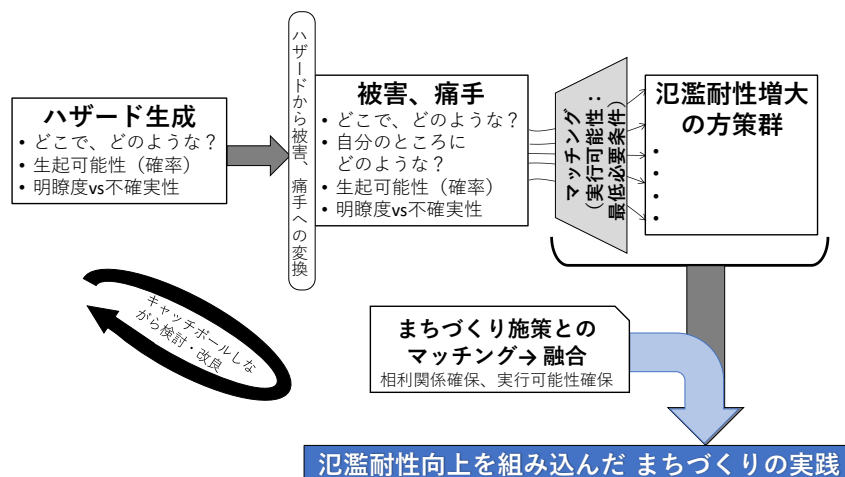 ハザード生成
• どこで、どのような？
• 生起可能性（確率）
• 明瞭度vs不確実性
ハザードから被害、痛手への変換
被害、痛手
• どこで、どのような？
• 自分のところに
どのような？
• 生起可能性（確率）
• 明瞭度vs不確実性
マッチング
（実行可能性：
最低必要条件）
氾濫耐性増大
の方策群
•
•
•
•
キャッチボールしな
がら検討・改良
まちづくり施策との
マッチング→ 融合
相利関係確保、実行可能性確保
氾濫耐性向上を組み込んだ まちづくりの実践